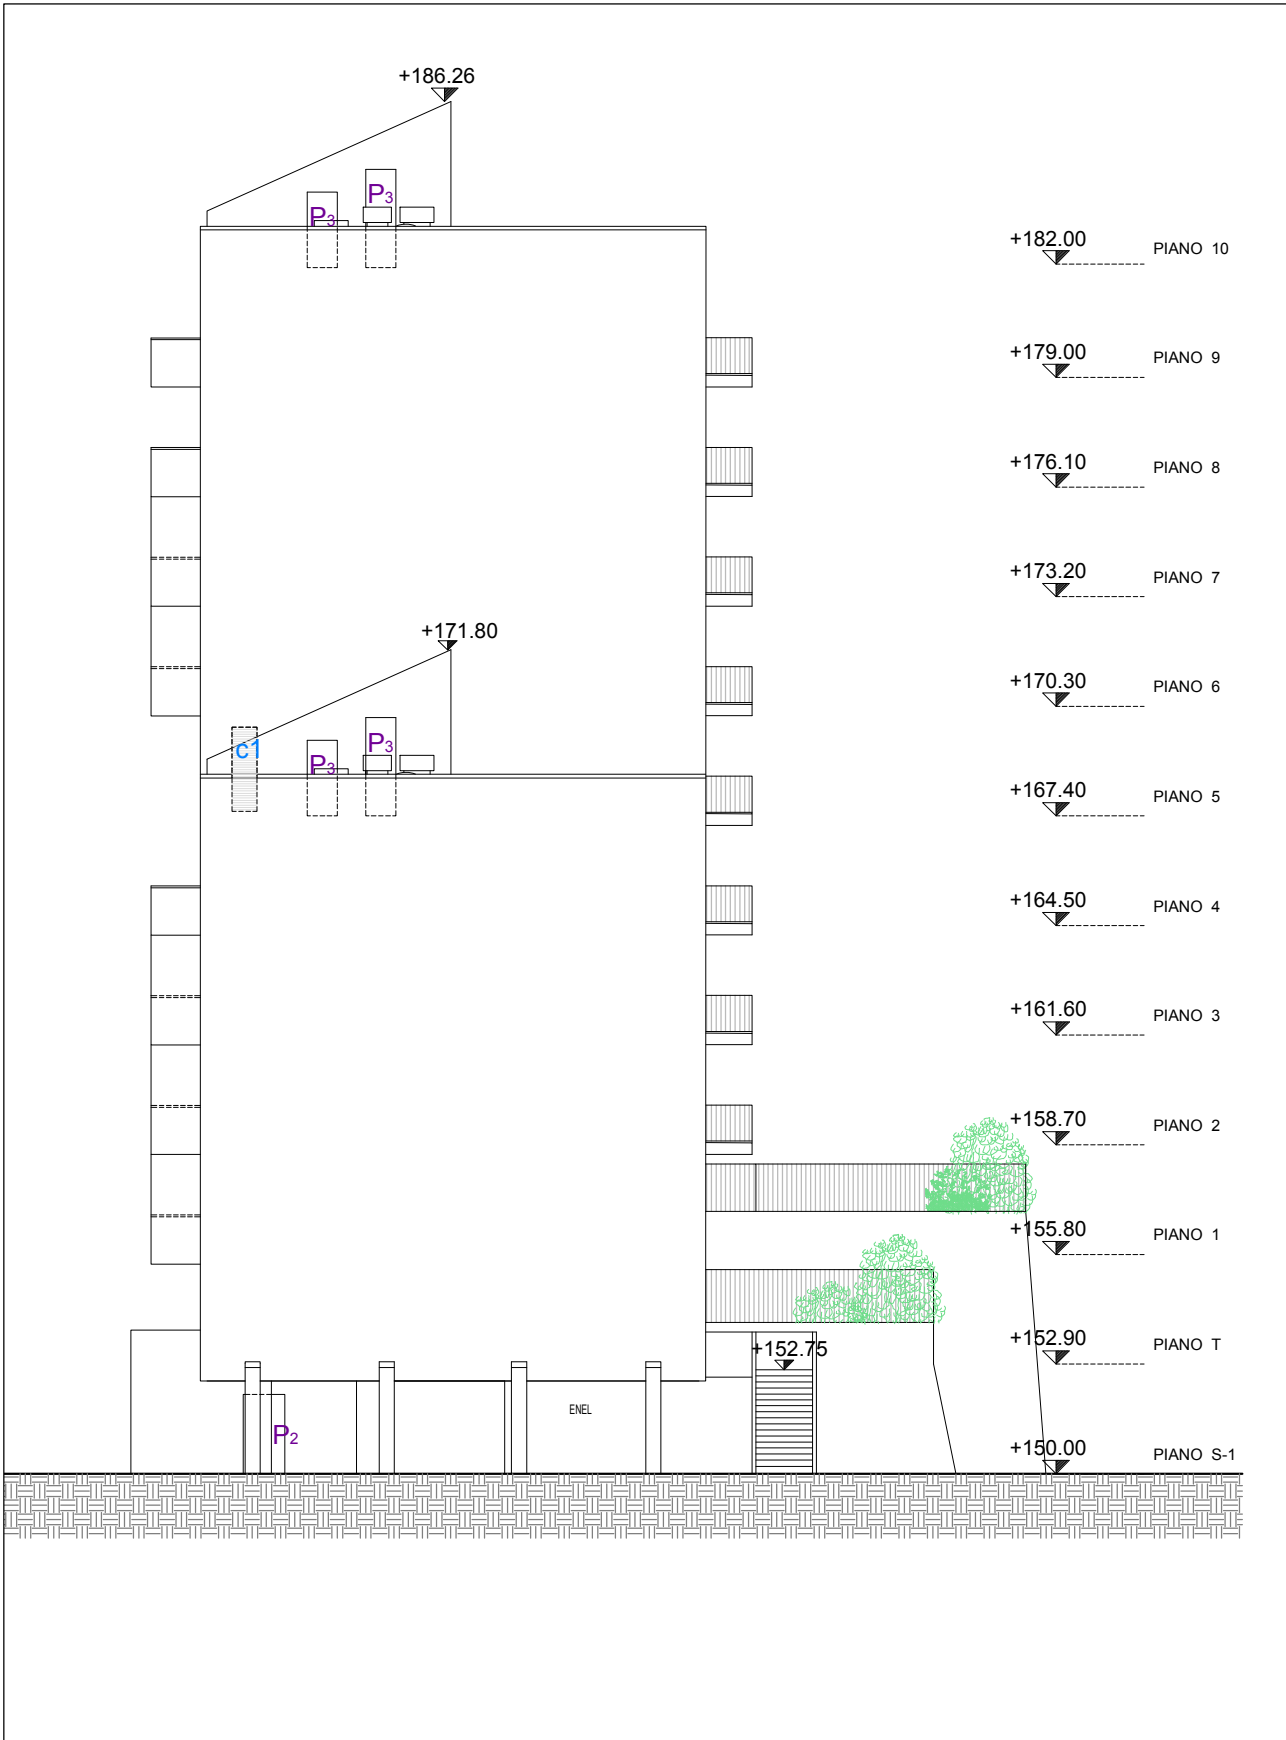 +186.26
P3
P3
+182.00 PIANO 10
+179.00 PIANO 9
+176.10 PIANO 8
+173.20 PIANO 7
+171.80
+170.30 PIANO 6
c1
P3
P3
+167.40 PIANO 5
+164.50 PIANO 4
+161.60 PIANO 3
+158.70 PIANO 2
+155.80 PIANO 1
+152.90 PIANO T
+152.75
ENEL
P2
+150.00 PIANO S-1